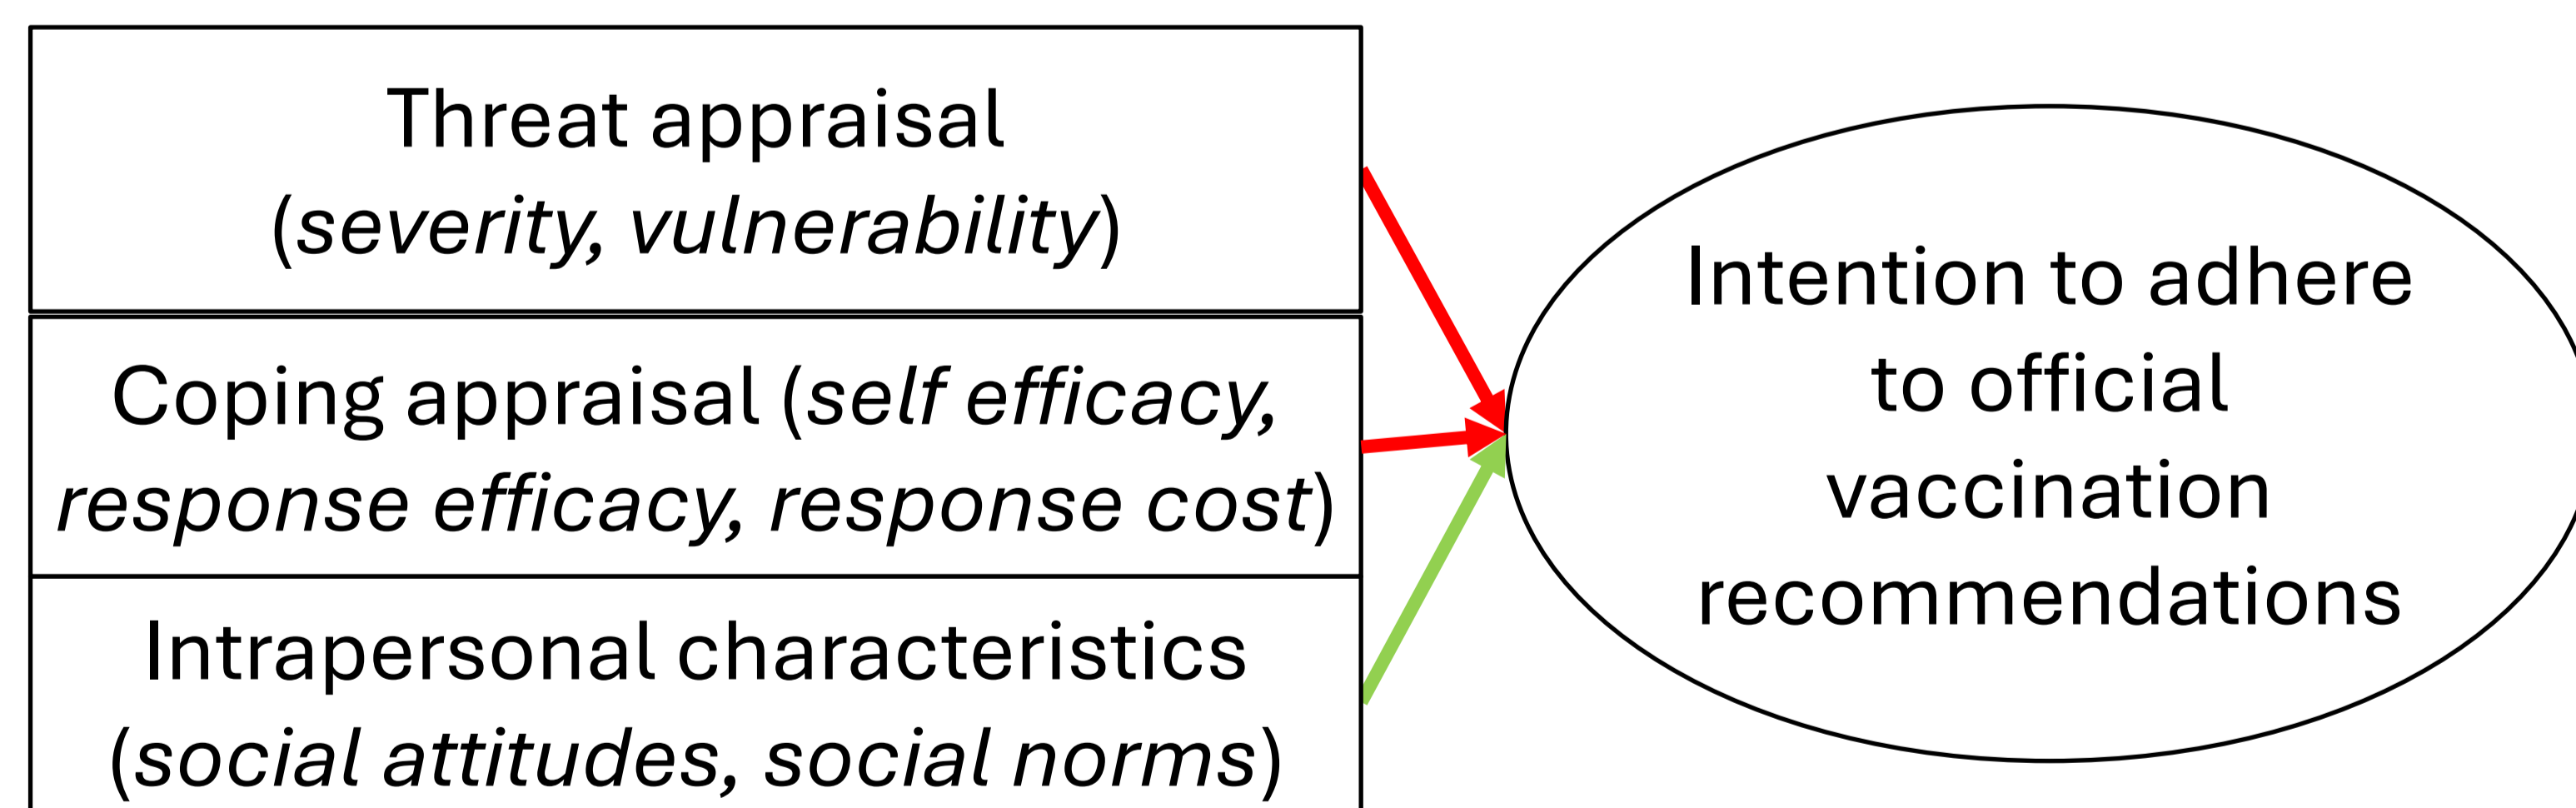 Threat appraisal
(severity, vulnerability)
Coping appraisal (self efficacy,
response efficacy, response cost)
Intrapersonal characteristics
(social attitudes, social norms)
Intention to adhere
to official
vaccination
recommendations